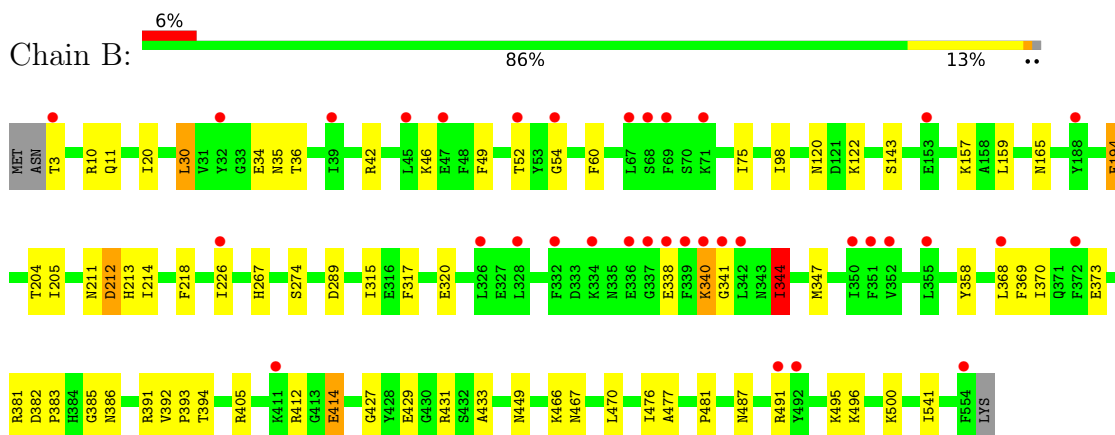 6%
Chain B:
86% 13% ••
MET ASN T3 R10 Q11 I20 L30 V31 Y32 G33 E34 N35 T36 I39 R42 L45 K46 E47 F48 F49 T52 Y53 G54 F60 L67 S68 F69 S70 K71 I75 I98 N120 D121 K122 S143 E153 K157 A158 L159 N165 Y188 E194
T204 I205 N211 D212 H213 I214 F218 I226 H267 S274 D289 I315 E316 F317 E320 L326 E327 L328 F332 D333 K334 N335 E336 G337 E338 F339 K340 G341 L342 N343 I344 M347 I350 F351 V352 L355 Y358 L368 F369 I370 Q371 F372 E373
R381 D382 P383 H384 G385 N386 R391 V392 P393 T394 R405 K411 R412 G413 E414 G427 Y428 E429 G430 R431 S432 A433 N449 K466 N467 L470 I476 A477 P481 N487 R491 Y492 K495 K496 K500 I541 F554 LYS